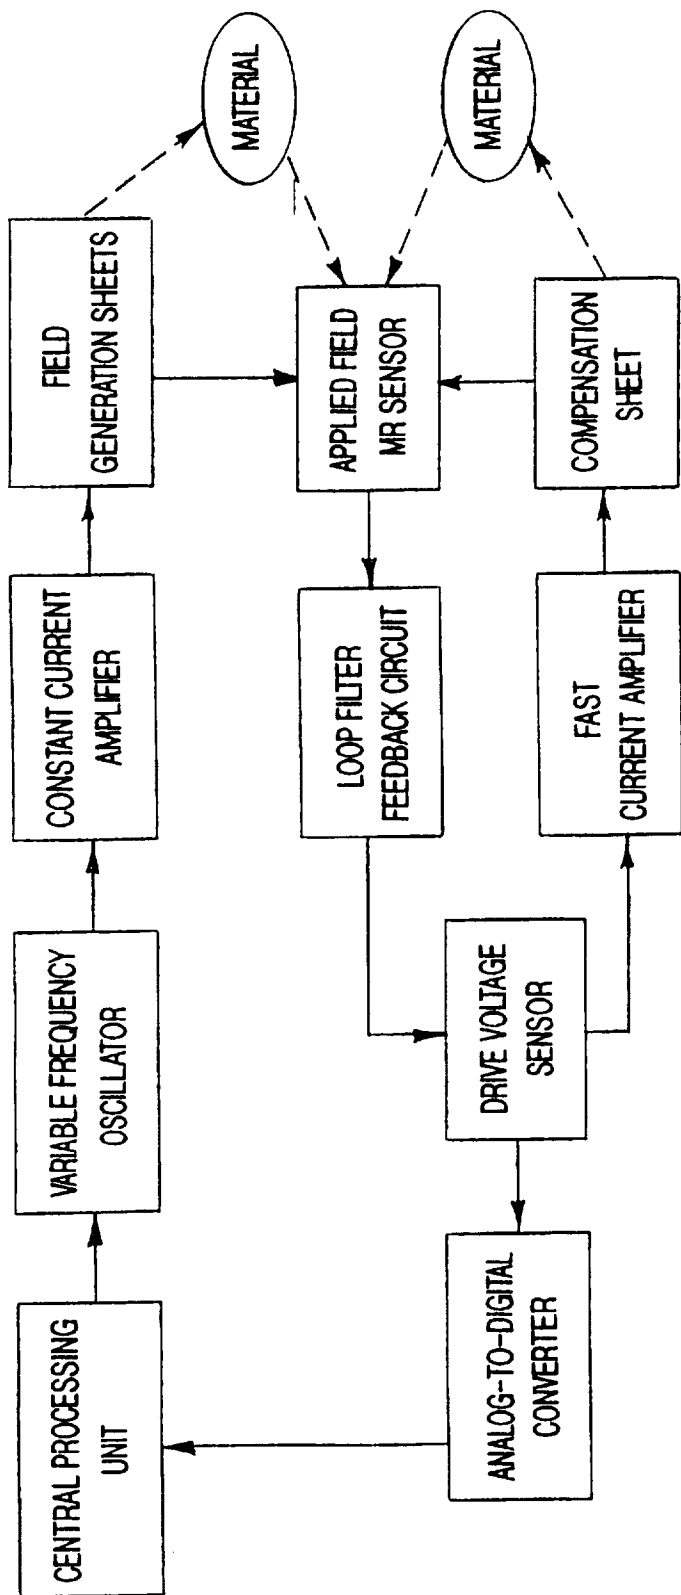 CENTRAL PROCESSING
UNIT
VARIABLE FREQUENCY
OSCILLATOR
CONSTANT CURRENT
AMPLIFIER
FIELD
GENERATION SHEETS
MATERIAL
LOOP FILTER
FEEDBACK CIRCUIT
APPLIED FIELD
MR SENSOR
MATERIAL
ANALOG-TO-DIGITAL
CONVERTER
DRIVE VOLTAGE
SENSOR
FAST
CURRENT AMPLIFIER
COMPENSATION
SHEET